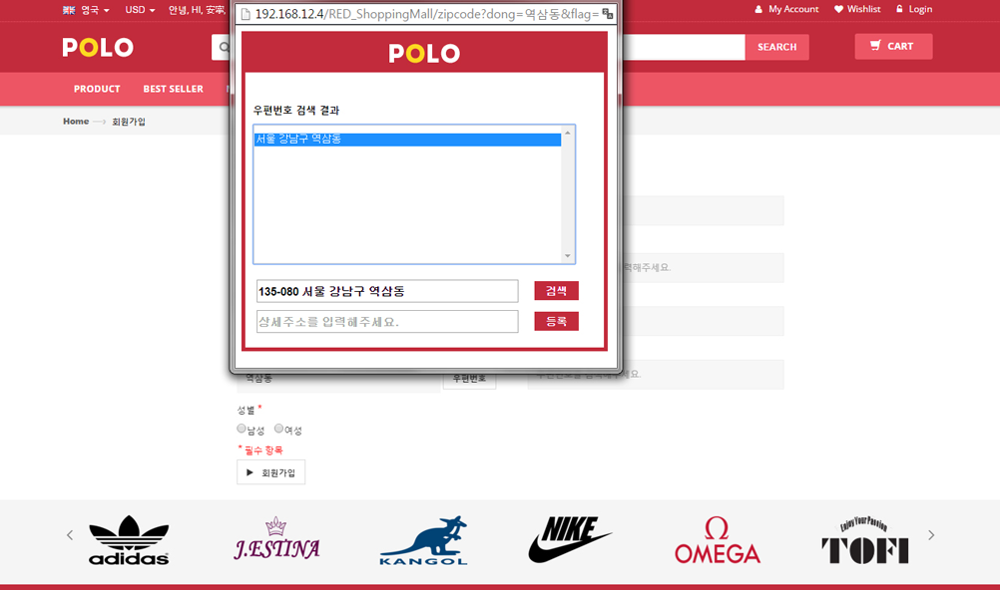 영국 USD 안녕, HI, 安寧,
My Account Wishlist Login
192.168.12.4/RED_ShoppingMall/zipcode?dong=역삼동&flag=
POLO
SEARCH
CART
POLO
PRODUCT BEST SELLER
Home 회원가입
우편번호 검색 결과
서울 강남구 역삼동
력해주세요.
135-080 서울 강남구 역삼동
검색
상세주소를 입력해주세요.
등록
역삼동
우편번호
성별 *
남성 여성
* 필수 항목
회원가입
adidas
J.ESTINA
KANGOL
NIKE
OMEGA
Enjoy Your Passion
TOFI